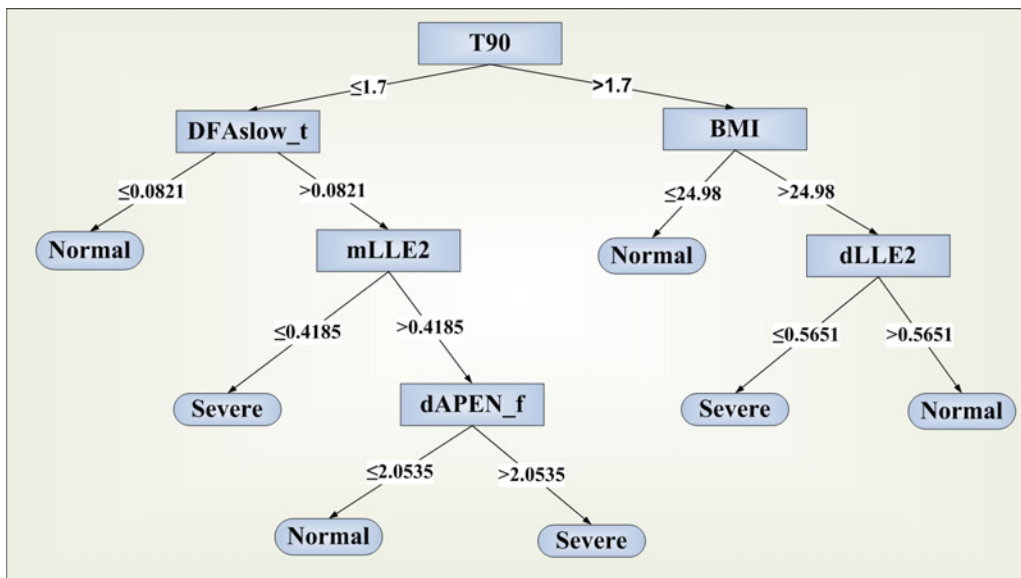 T90
≤1.7
>1.7
DFAslow_t
BMI
≤0.0821
>0.0821
≤24.98
>24.98
Normal
mLLE2
Normal
dLLE2
≤0.4185
>0.4185
≤0.5651
>0.5651
Severe
dAPEN_f
Severe
Normal
≤2.0535
>2.0535
Normal
Severe